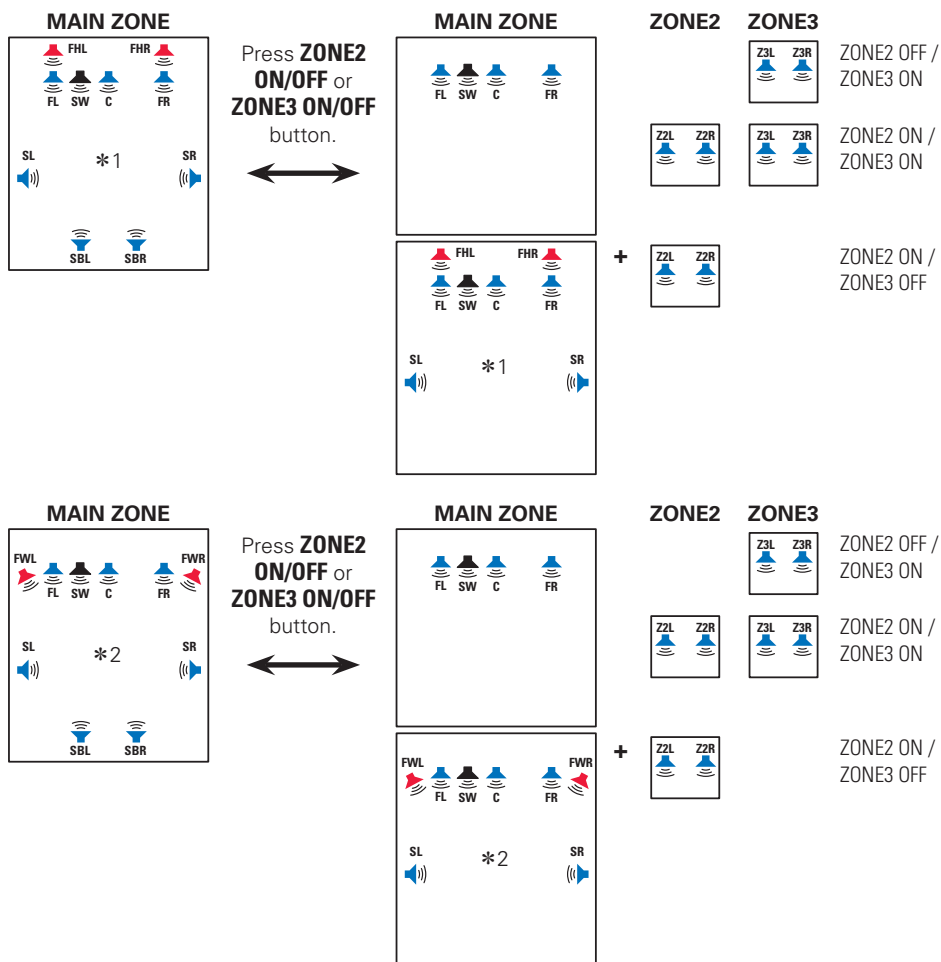 MAIN ZONE
MAIN ZONE
ZONE2 ZONE3
FHL FHR
FL SW C FR
SL *1 SR
SBL SBR
Press ZONE2
ON/OFF or
ZONE3 ON/OFF
button.
FL SW C FR
Z3L Z3R
ZONE2 OFF /
ZONE3 ON
Z2L Z2R Z3L Z3R
ZONE2 ON /
ZONE3 ON
FHL FHR
FL SW C FR
SL *1 SR
+
Z2L Z2R
ZONE2 ON /
ZONE3 OFF
MAIN ZONE
MAIN ZONE
ZONE2 ZONE3
FWL FWR
FL SW C FR
SL *2 SR
SBL SBR
Press ZONE2
ON/OFF or
ZONE3 ON/OFF
button.
FL SW C FR
Z3L Z3R
ZONE2 OFF /
ZONE3 ON
Z2L Z2R Z3L Z3R
ZONE2 ON /
ZONE3 ON
FWL FWR
FL SW C FR
SL *2 SR
+
Z2L Z2R
ZONE2 ON /
ZONE3 OFF